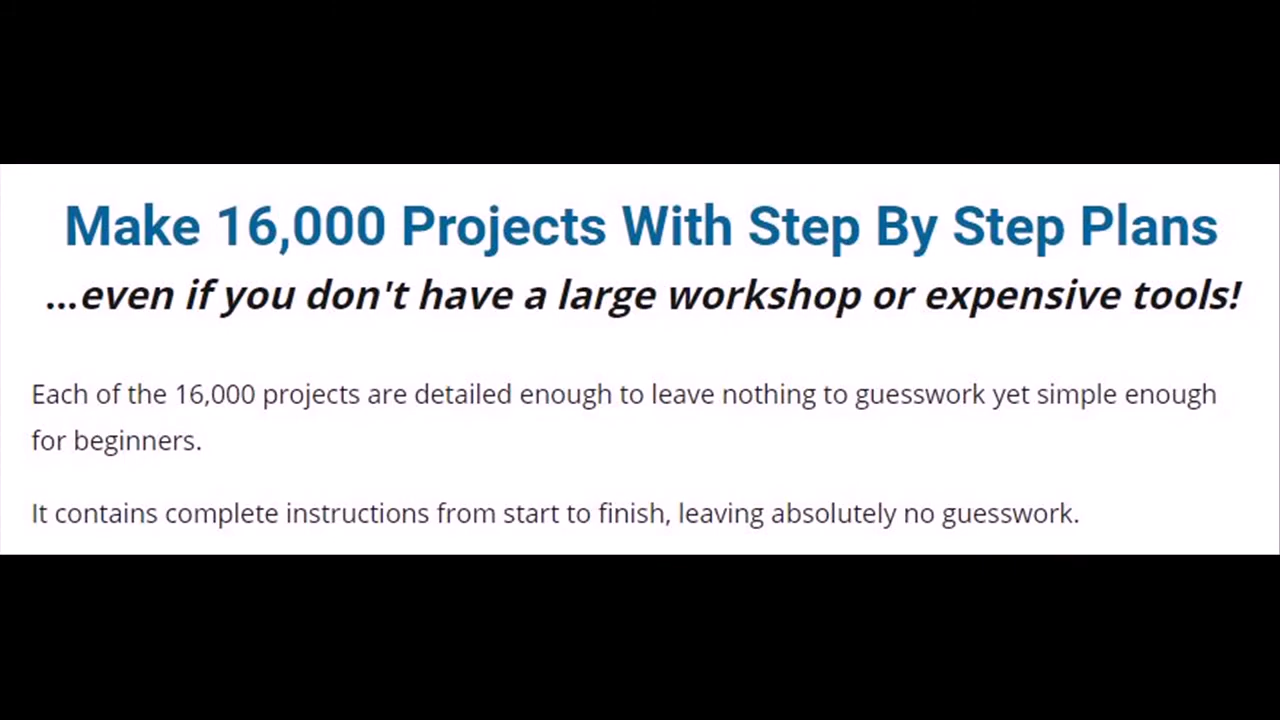 Make 16,000 Projects With Step By Step Plans
...even if you don't have a large workshop or expensive tools!
Each of the 16,000 projects are detailed enough to leave nothing to guesswork yet simple enough
for beginners.
It contains complete instructions from start to finish, leaving absolutely no guesswork.